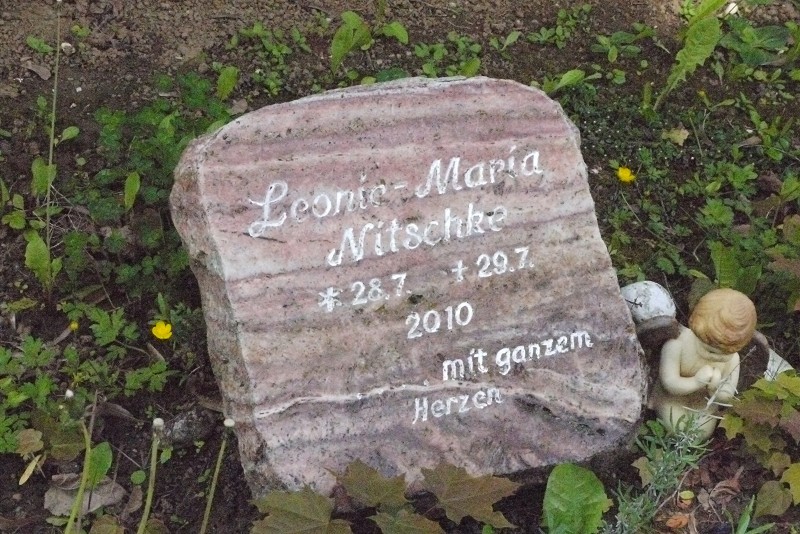 Leonie-Maria
Nitschke
* 28.7. † 29.7.
2010
mit ganzem
Herzen